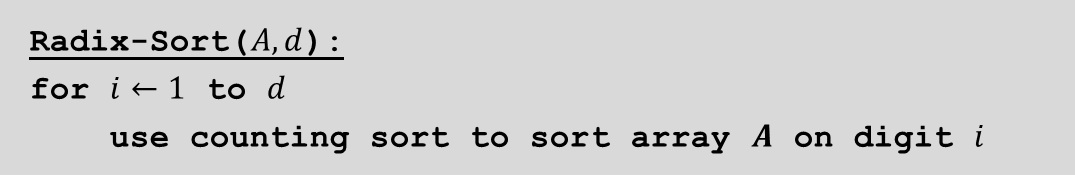 Radix-Sort(A,d):
for i ← 1 to d
use counting sort to sort array A on digit i